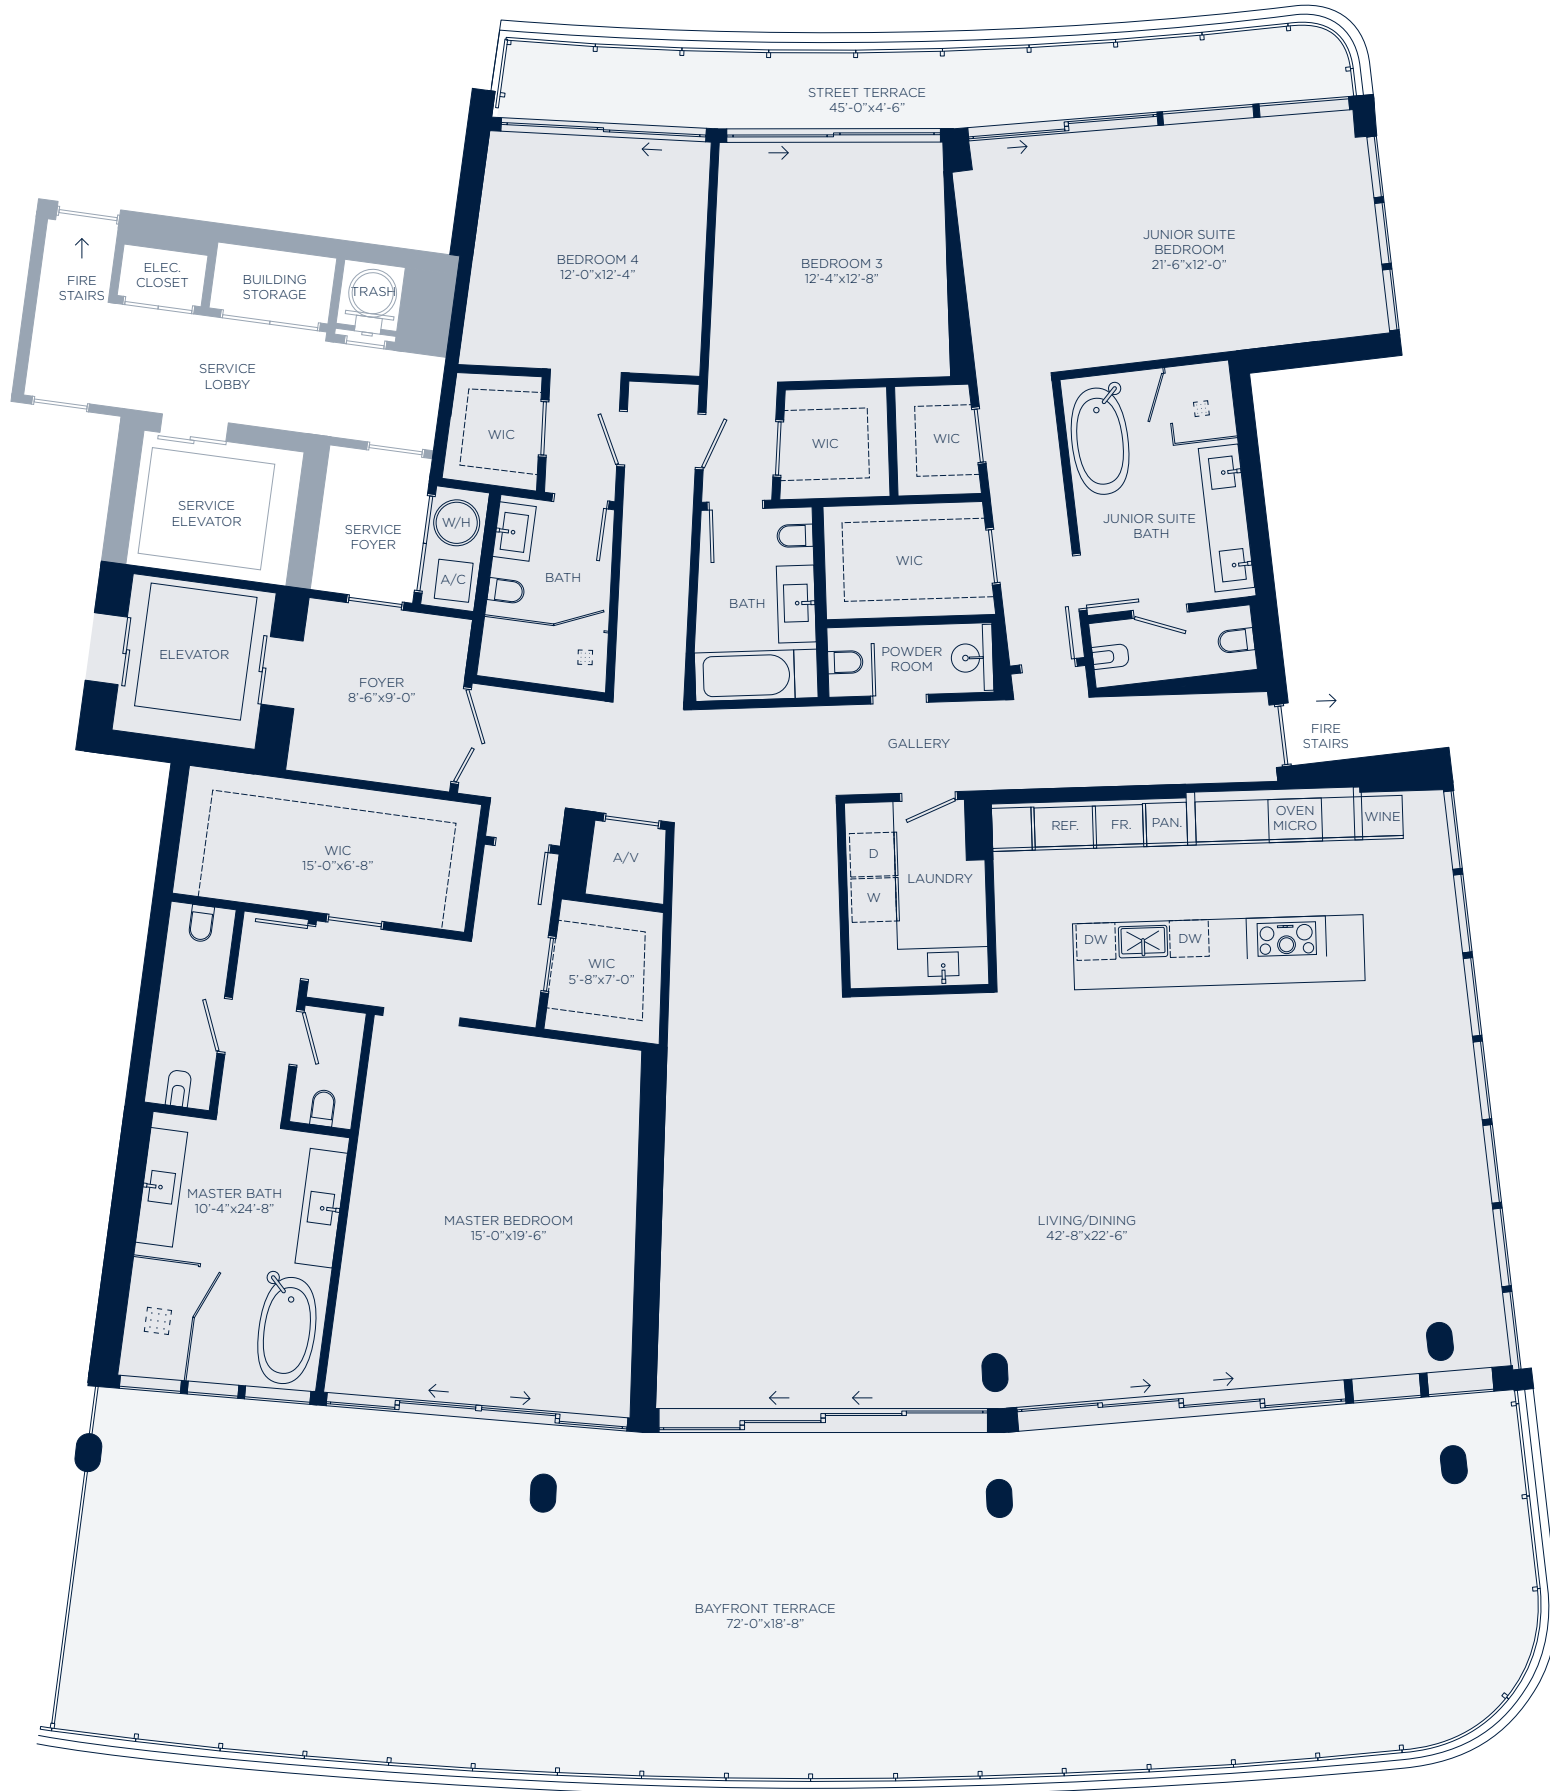 STREET TERRACE
45’-0”x4’-6”
BEDROOM 4
12’-0”x12’-4”
BEDROOM 3
12’-4”x12’-8”
JUNIOR SUITE
BEDROOM
21’-6”x12’-0”
FIRE
STAIRS
ELEC.
CLOSET
BUILDING
STORAGE
TRASH
SERVICE
LOBBY
WIC
WIC
WIC
SERVICE
ELEVATOR
SERVICE
FOYER
W/H
A/C
BATH
BATH
WIC
JUNIOR SUITE
BATH
ELEVATOR
FOYER
8’-6”x9’-0”
POWDER
ROOM
GALLERY
FIRE
STAIRS
WIC
15’-0”x6’-8”
A/V
D
W
LAUNDRY
REF.
FR.
PAN.
OVEN
MICRO
WINE
WIC
5’-8”x7’-0”
DW
DW
MASTER BATH
10’-4”x24’-8”
MASTER BEDROOM
15’-0”x19’-6”
LIVING/DINING
42’-8”x22’-6”
BAYFRONT TERRACE
72’-0”x18’-8”